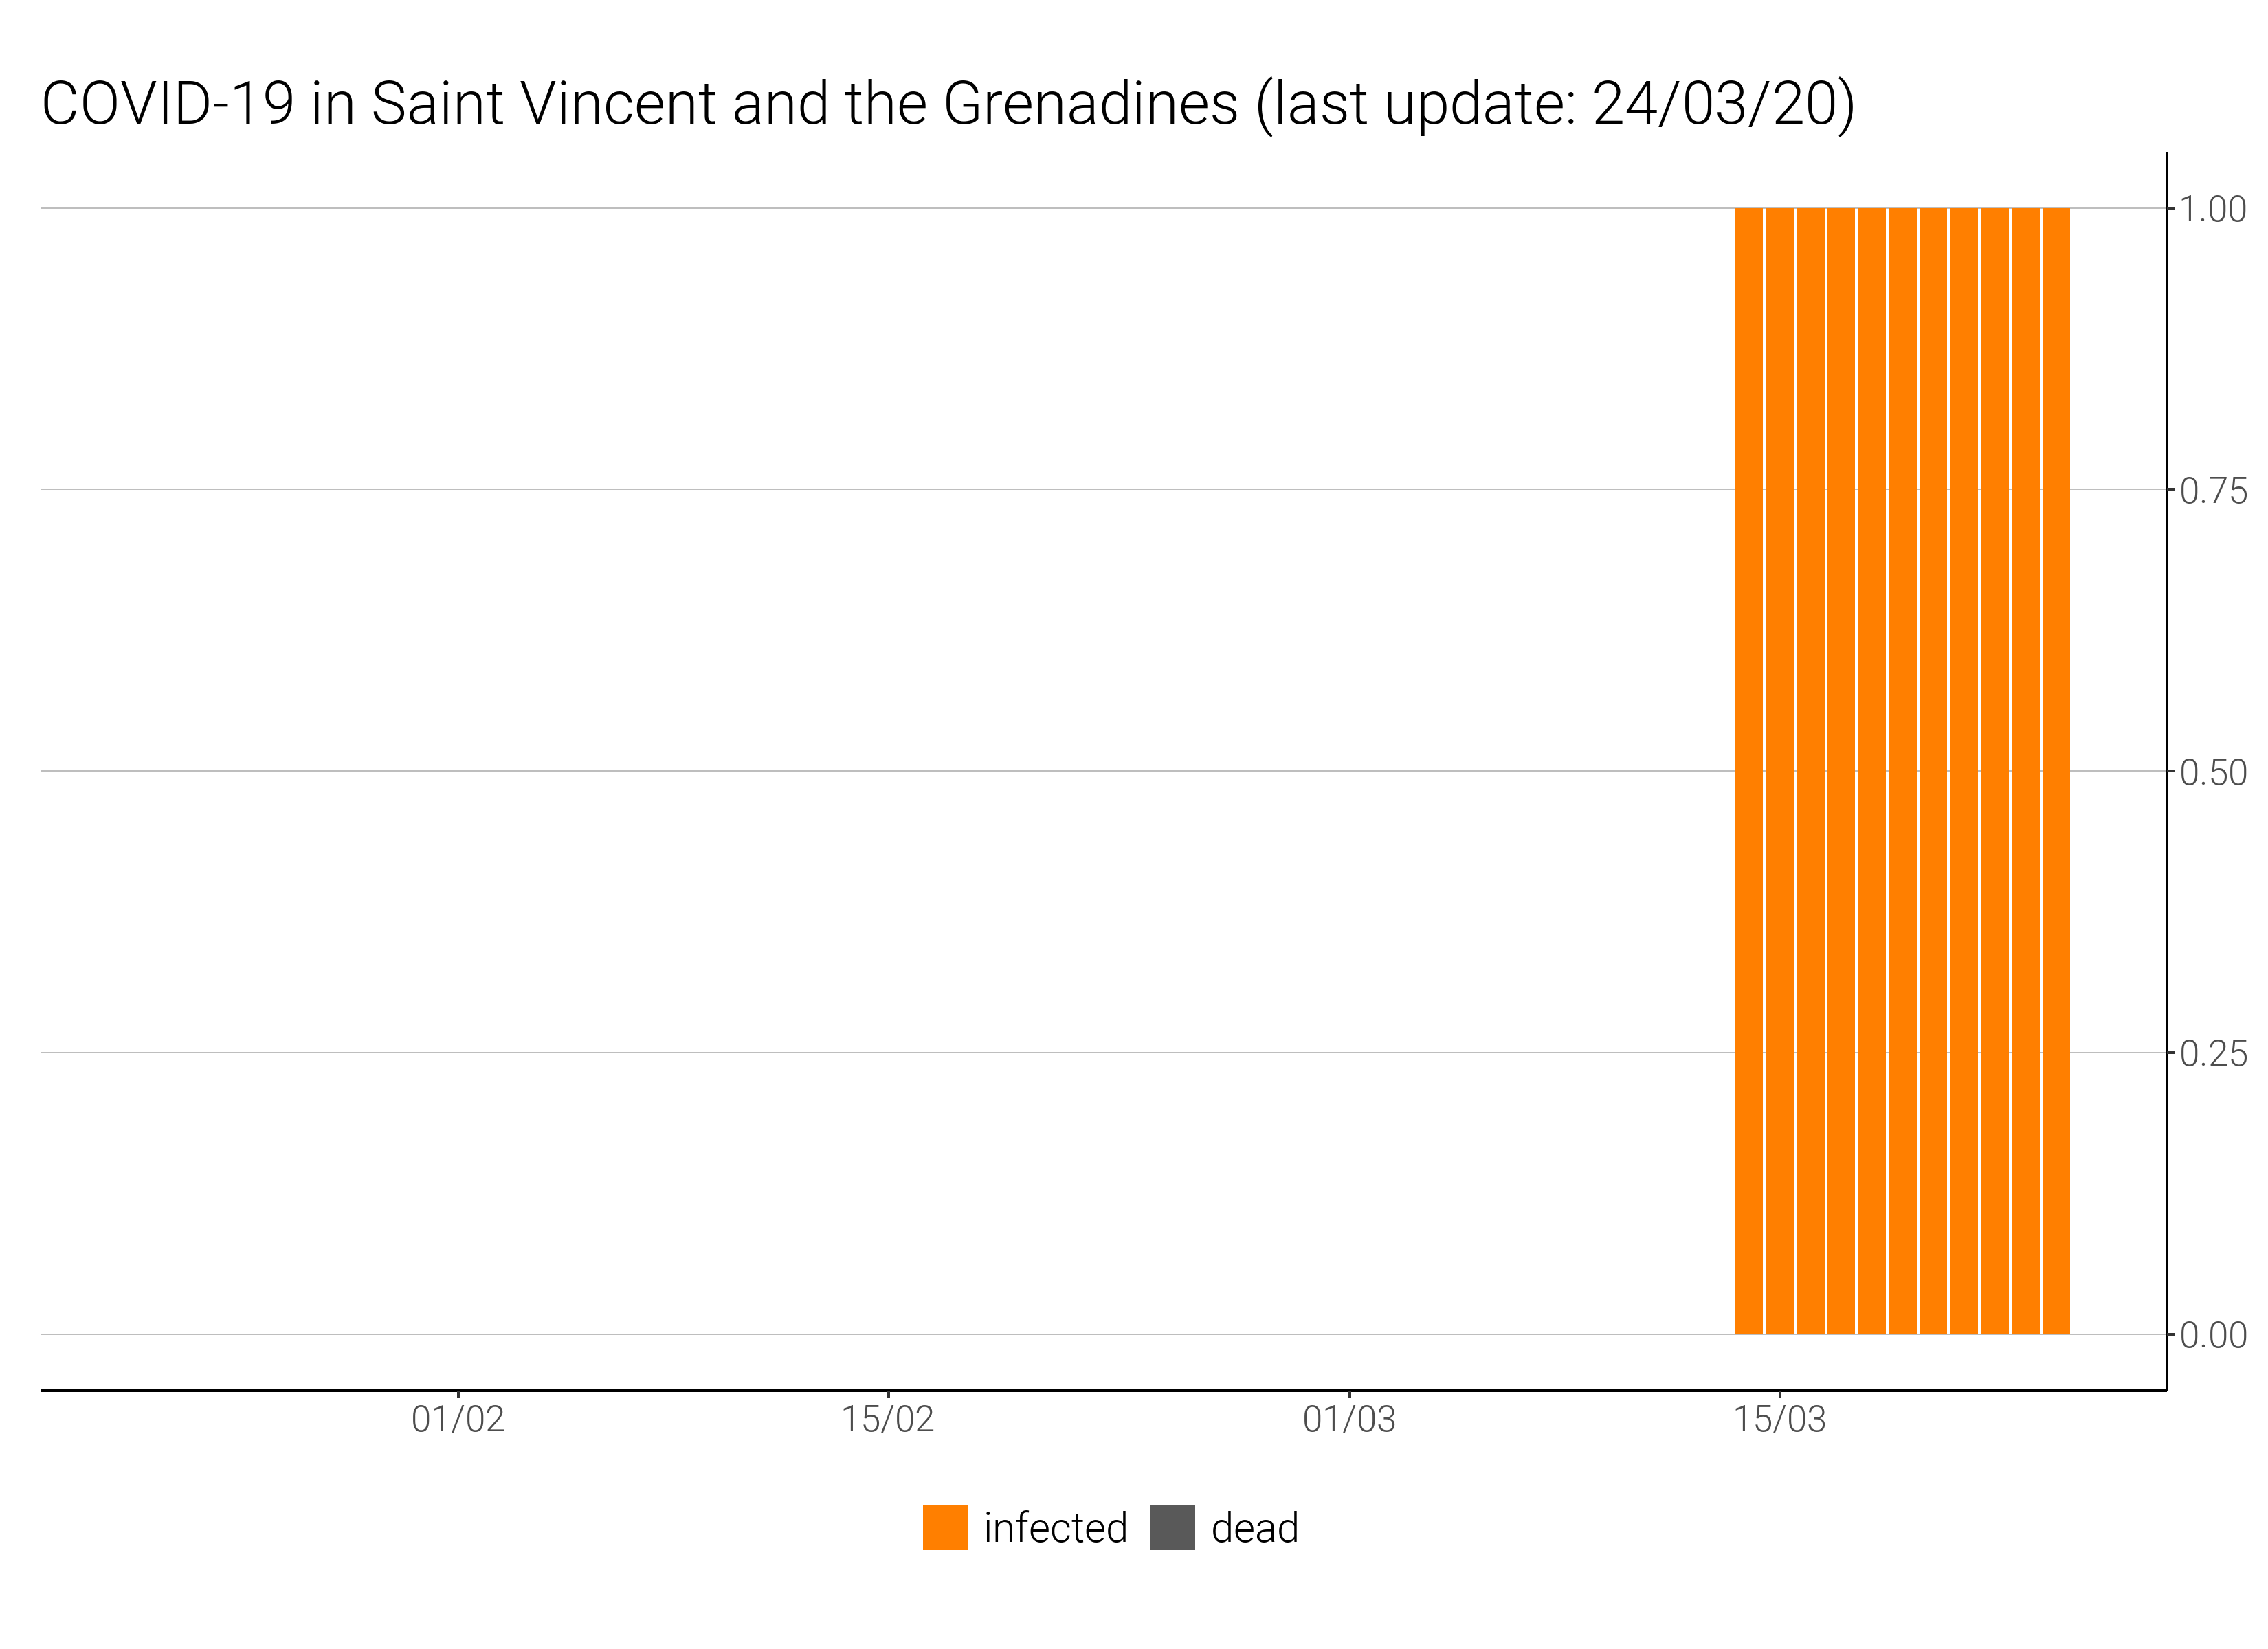 COVID-19 in Saint Vincent and the Grenadines (last update: 24/03/20)
1.00
0.75
0.50
0.25
0.00
01/02 15/02 01/03 15/03
infected dead